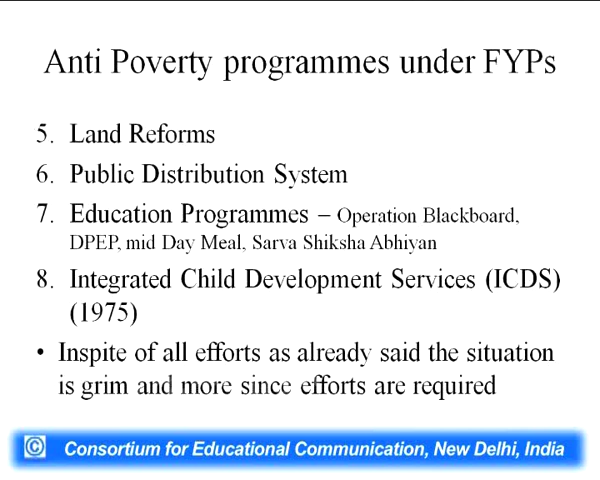 Anti Poverty programmes under FYPs
5. Land Reforms
6. Public Distribution System
7. Education Programmes – Operation Blackboard,
DPEP, mid Day Meal, Sarva Shiksha Abhiyan
8. Integrated Child Development Services (ICDS)
(1975)
• Inspite of all efforts as already said the situation
is grim and more since efforts are required
© Consortium for Educational Communication, New Delhi, India